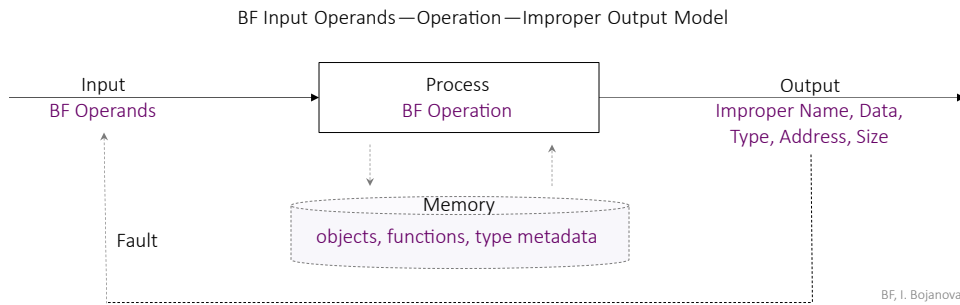 BF Input Operands—Operation—Improper Output Model
Input
BF Operands
Process
BF Operation
Output
Improper Name, Data,
Type, Address, Size
Memory
objects, functions, type metadata
Fault
BF, I. Bojanova